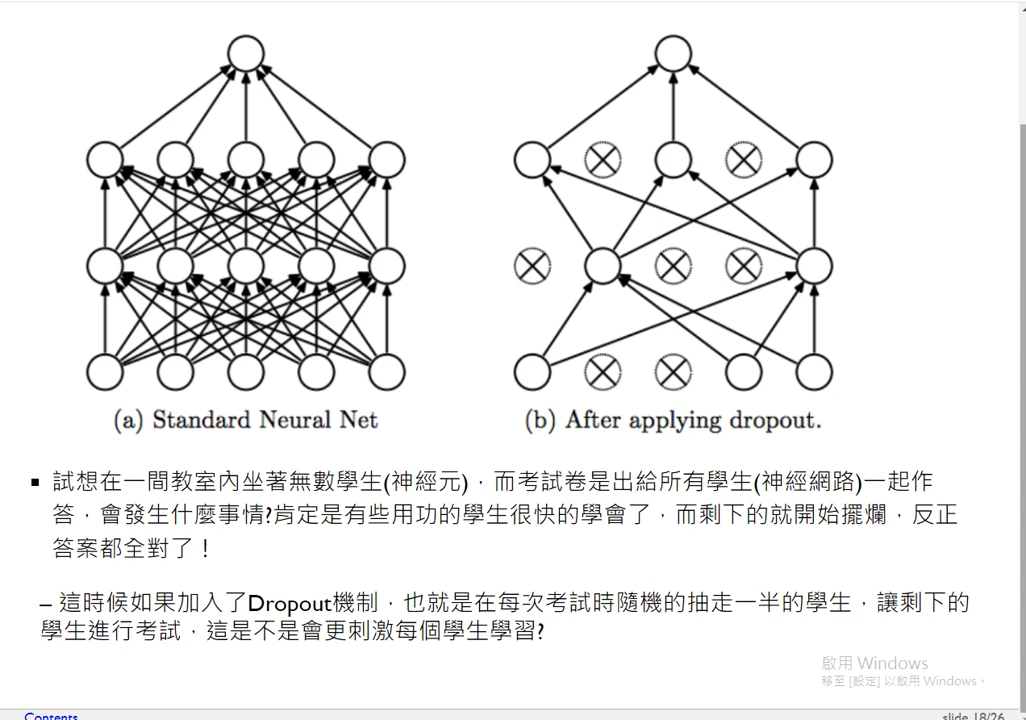 (a) Standard Neural Net
(b) After applying dropout.
▪ 試想在一間教室內坐著無數學生(神經元)，而考試卷是出給所有學生(神經網路)一起作
答，會發生什麼事情?肯定是有些用功的學生很快的學會了，而剩下的就開始擺爛，反正
答案都全對了！
– 這時候如果加入了Dropout機制，也就是在每次考試時隨機的抽走一半的學生，讓剩下的
學生進行考試，這是不是會更刺激每個學生學習?
啟用 Windows
移至 [設定] 以啟用 Windows。
Contents
slide 18/26